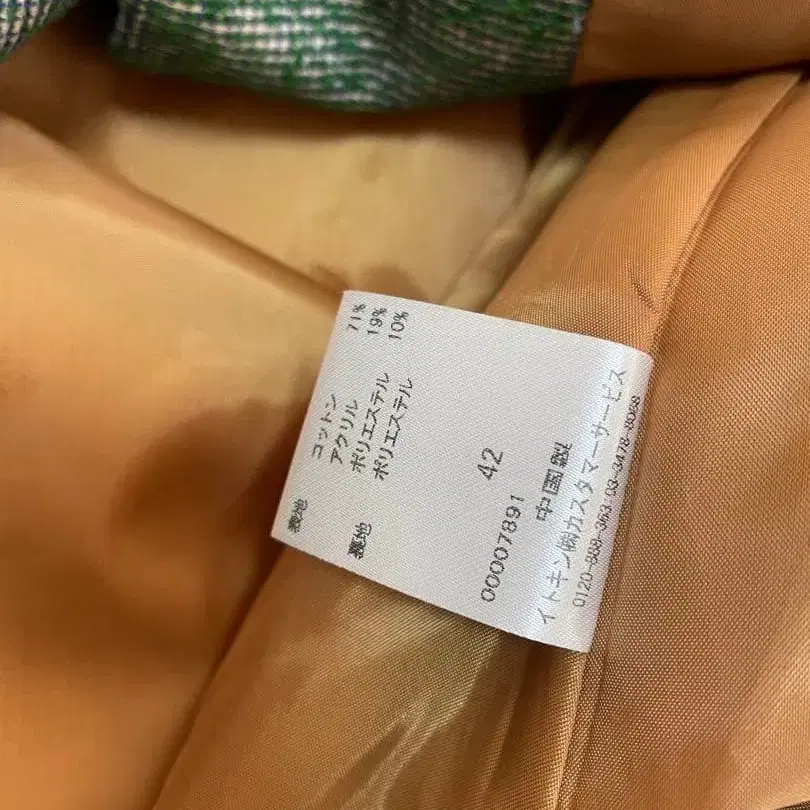 表地 コットン 71%
アクリル 19%
ポリエステル 10%
裏地 ポリエステル
42
00007891
中国製
イトキン㈱カスタマーサービス
0120-888-363:03-3478-8088